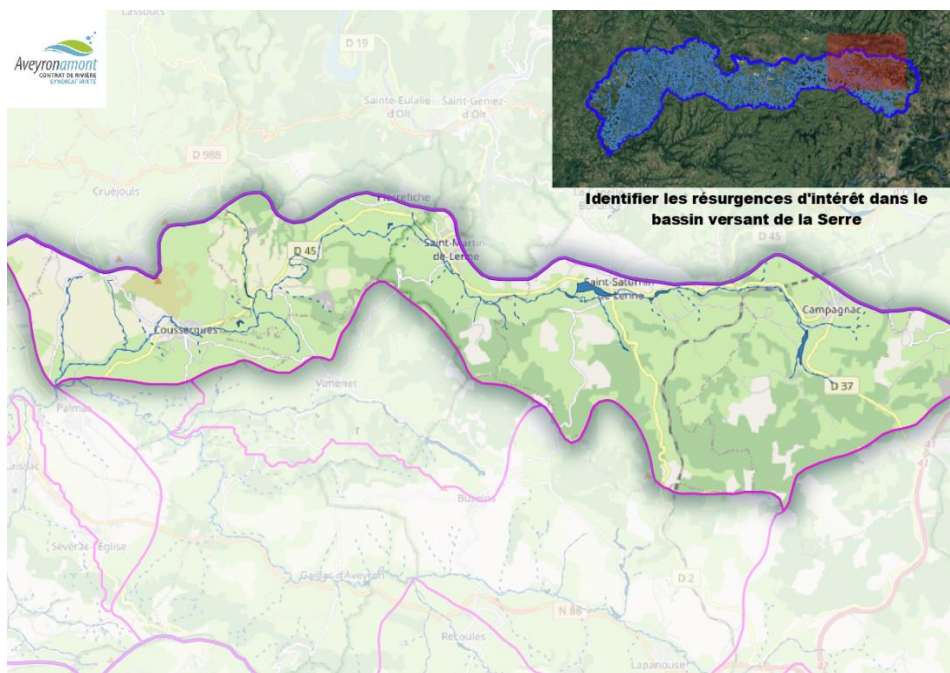 Aveyronamont
CONTRAT DE RIVIÈRE
SYNDICAT MIXTE
Identifier les résurgences d'intérêt dans le
bassin versant de la Serre
D 19
Sainte-Eulalie
d'Olt
Saint-Geniez
d'Olt
D 988
Cruéjouls
Pierrefiche
D 45
Saint-Martin
de-Lenne
D 45
Saint-Saturnin
de-Lenne
Campagnac
Coussergues
Vimenet
D 37
Palmas
Laissac
Buseins
Sévérac-l'Église
Gaillac-d'Aveyron
D 2
N 88
Recoules
Lapanouse